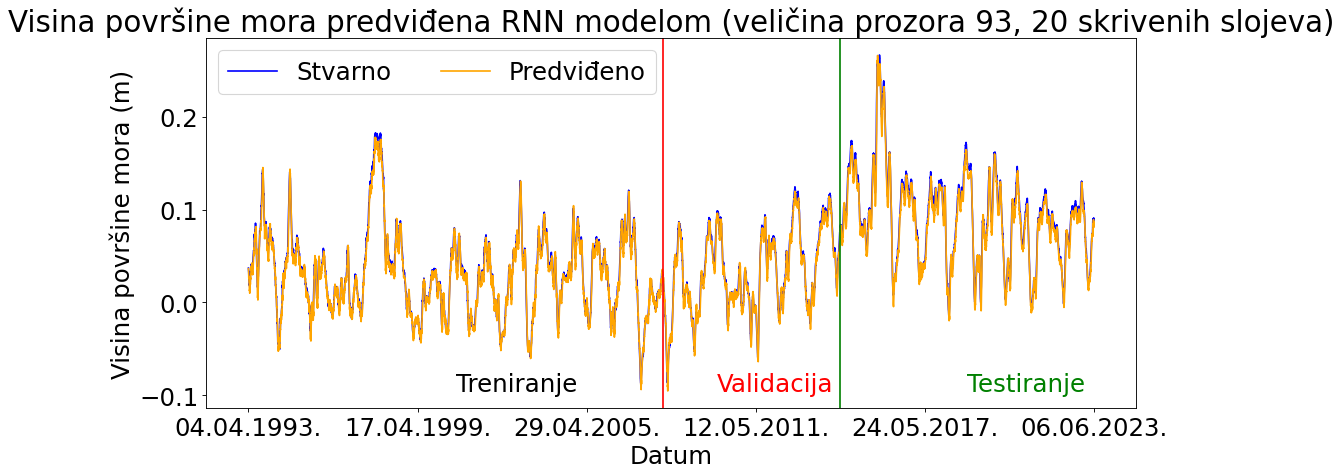 Visina površine mora predviđena RNN modelom (veličina prozora 93, 20 skrivenih slojeva)
Stvarno
Predviđeno
Visina površine mora (m)
0.2
0.1
0.0
−0.1
Treniranje
Validacija
Testiranje
04.04.1993.
17.04.1999.
29.04.2005.
12.05.2011.
24.05.2017.
06.06.2023.
Datum